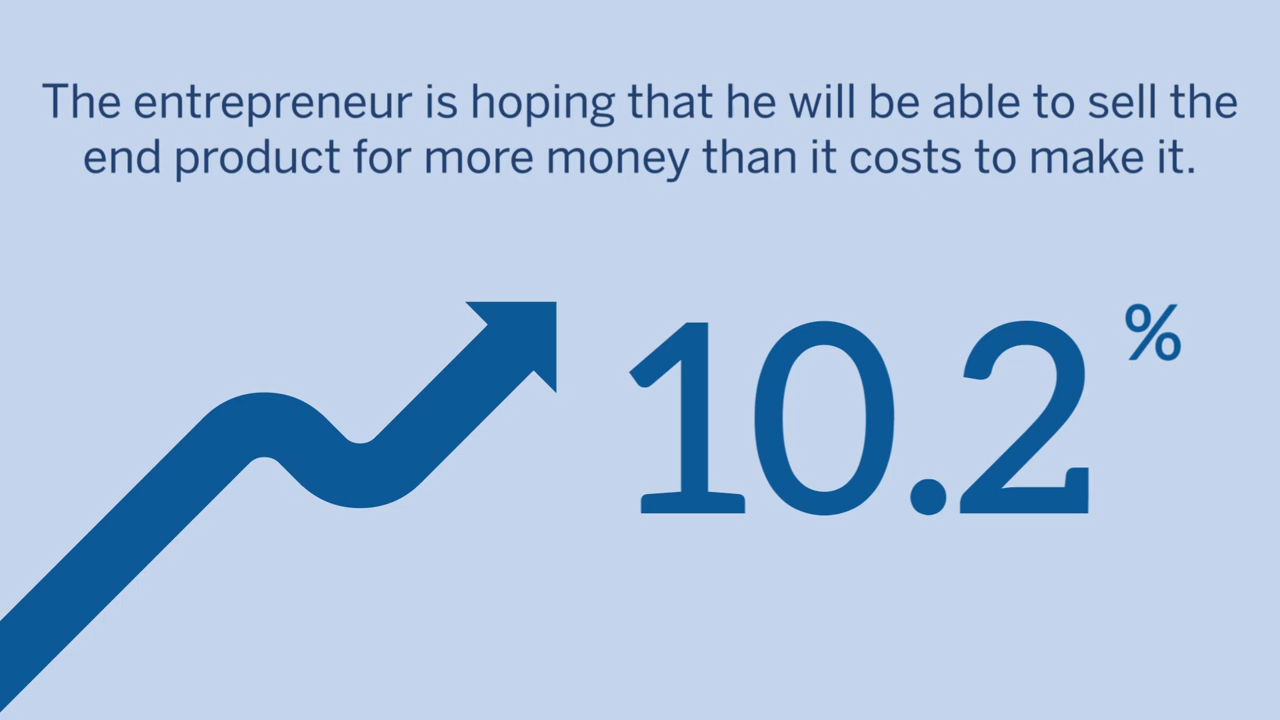 The entrepreneur is hoping that he will be able to sell the
end product for more money than it costs to make it.
10.2%